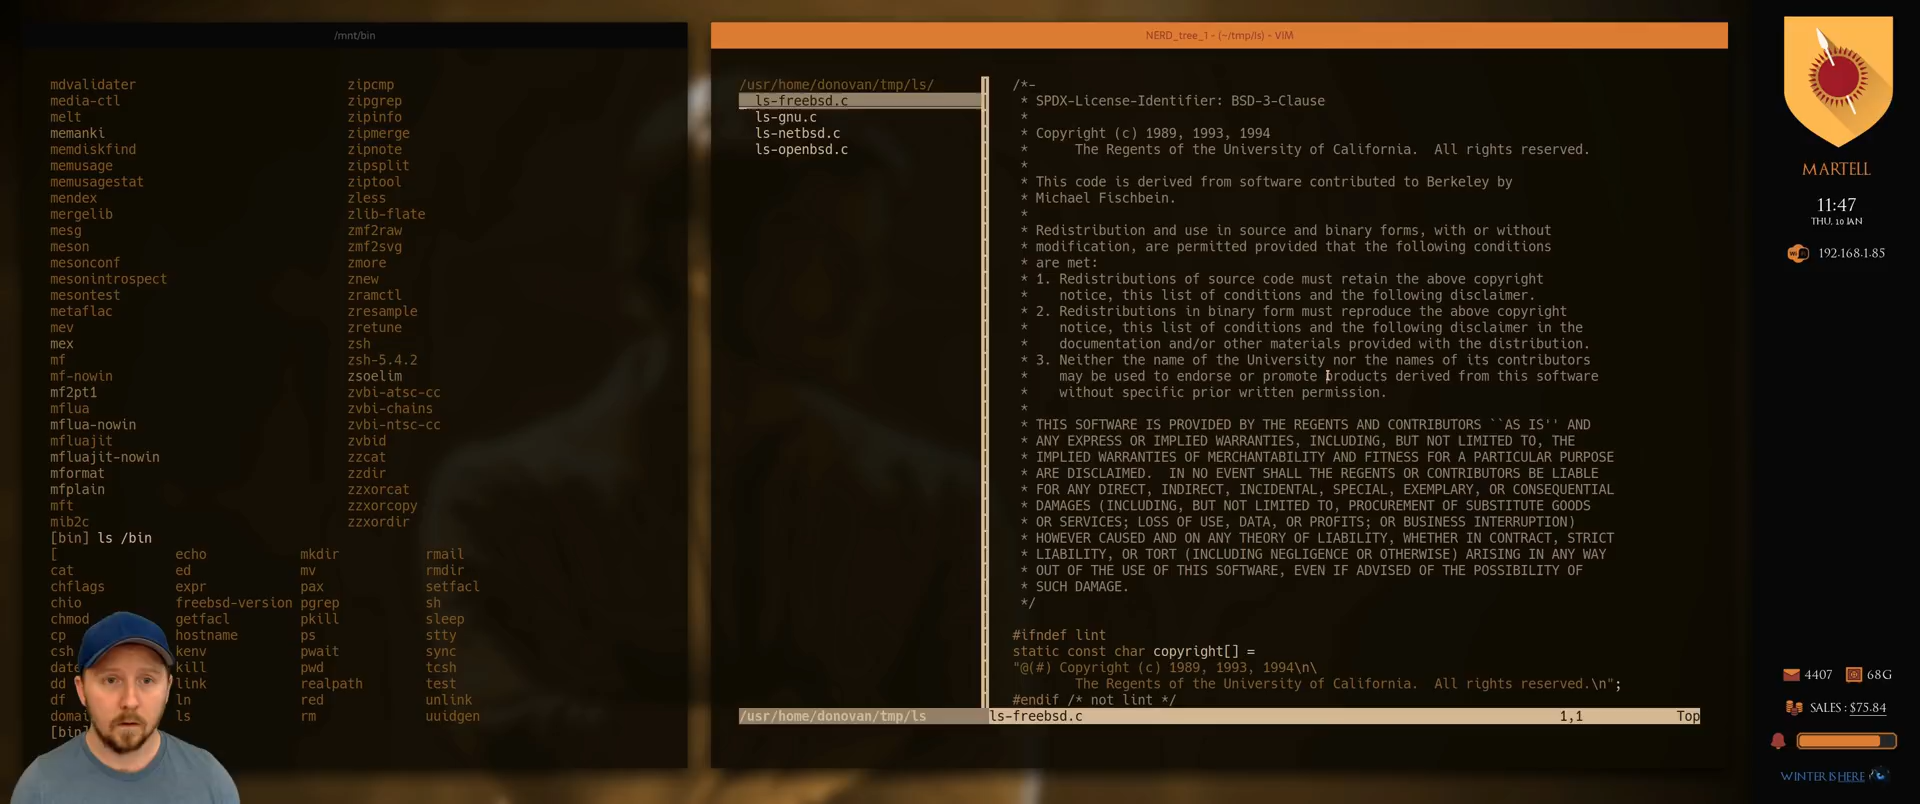 /mnt/bin
mdvalidater zipcmp
media-ctl zipgrep
melt zipinfo
memanki zipmerge
memdiskfind zipnote
memusage zipsplit
memusagestat ziptool
mendex zless
mergelib zlib-flate
mesg zmf2raw
meson zmf2svg
mesonconf zmore
mesonintrospect znew
mesontest zramctl
metaflac zresample
mev zretune
mex zsh
mf zsh-5.4.2
mf-nowin zsoelim
mf2pt1 zvbi-atsc-cc
mflua zvbi-chains
mflua-nowin zvbi-ntsc-cc
mfluajit zvbid
mfluajit-nowin zzcat
mformat zzdir
mfplain zzxorcat
mft zzxorcopy
mib2c zzxordir
[bin] ls /bin
[ echo mkdir rmail
cat ed mv rmdir
chflags expr pax setfacl
chio freebsd-version pgrep sh
chmod getfacl pkill sleep
cp hostname ps stty
csh kenv pwait sync
date kill pwd tcsh
dd link realpath test
df ln red unlink
domai ls rm uuidgen
[bin
NERD_tree_1 - (~/tmp/ls) - VIM
/usr/home/donovan/tmp/ls/
ls-freebsd.c
ls-gnu.c
ls-netbsd.c
ls-openbsd.c
/usr/home/donovan/tmp/ls
/*-
* SPDX-License-Identifier: BSD-3-Clause
*
* Copyright (c) 1989, 1993, 1994
* The Regents of the University of California. All rights reserved.
*
* This code is derived from software contributed to Berkeley by
* Michael Fischbein.
*
* Redistribution and use in source and binary forms, with or without
* modification, are permitted provided that the following conditions
* are met:
* 1. Redistributions of source code must retain the above copyright
* notice, this list of conditions and the following disclaimer.
* 2. Redistributions in binary form must reproduce the above copyright
* notice, this list of conditions and the following disclaimer in the
* documentation and/or other materials provided with the distribution.
* 3. Neither the name of the University nor the names of its contributors
* may be used to endorse or promote products derived from this software
* without specific prior written permission.
*
* THIS SOFTWARE IS PROVIDED BY THE REGENTS AND CONTRIBUTORS ``AS IS'' AND
* ANY EXPRESS OR IMPLIED WARRANTIES, INCLUDING, BUT NOT LIMITED TO, THE
* IMPLIED WARRANTIES OF MERCHANTABILITY AND FITNESS FOR A PARTICULAR PURPOSE
* ARE DISCLAIMED. IN NO EVENT SHALL THE REGENTS OR CONTRIBUTORS BE LIABLE
* FOR ANY DIRECT, INDIRECT, INCIDENTAL, SPECIAL, EXEMPLARY, OR CONSEQUENTIAL
* DAMAGES (INCLUDING, BUT NOT LIMITED TO, PROCUREMENT OF SUBSTITUTE GOODS
* OR SERVICES; LOSS OF USE, DATA, OR PROFITS; OR BUSINESS INTERRUPTION)
* HOWEVER CAUSED AND ON ANY THEORY OF LIABILITY, WHETHER IN CONTRACT, STRICT
* LIABILITY, OR TORT (INCLUDING NEGLIGENCE OR OTHERWISE) ARISING IN ANY WAY
* OUT OF THE USE OF THIS SOFTWARE, EVEN IF ADVISED OF THE POSSIBILITY OF
* SUCH DAMAGE.
*/
#ifndef lint
static const char copyright[] =
"@(#) Copyright (c) 1989, 1993, 1994\n\
The Regents of the University of California. All rights reserved.\n";
#endif /* not lint */
ls-freebsd.c 1,1 Top
MARTELL
11:47
THU, 10 JAN
192.168.1.85
4407 68G
SALES : $75.84
WINTER IS HERE